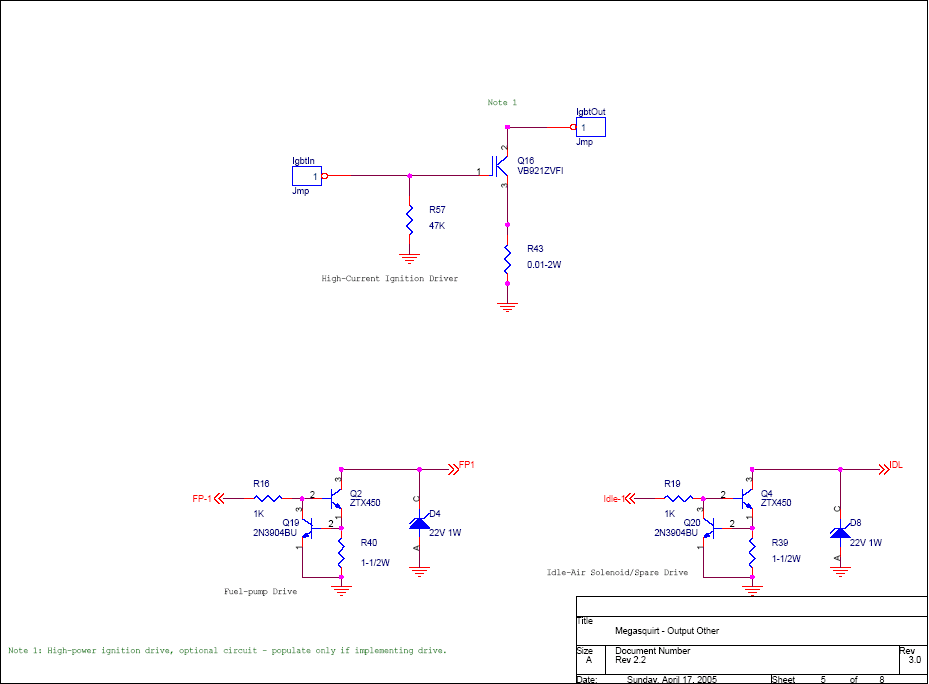 Note 1
IgbtOut
1
Jmp
2
Q16
VB921ZVFI
IgbtIn
1
1
3
Jmp
R57
47K
R43
0.01-2W
High-Current Ignition Driver
FP1
IDL
R16
3
R19
3
FP-1
2
Q2
ZTX450
C
Idle-1
2
Q4
ZTX450
C
1K
3
1
D4
1K
3
1
D8
Q19
2N3904BU
2
22V 1W
Q20
2N3904BU
2
22V 1W
1
R40
1-1/2W
A
1
R39
1-1/2W
A
Idle-Air Solenoid/Spare Drive
Fuel-pump Drive
Title
Megasquirt - Output Other
Note 1: High-power ignition drive, optional circuit - populate only if implementing drive.
Size
A
Document Number
Rev 2.2
Rev
3.0
Date: Sunday, April 17, 2005 Sheet 5 of 8